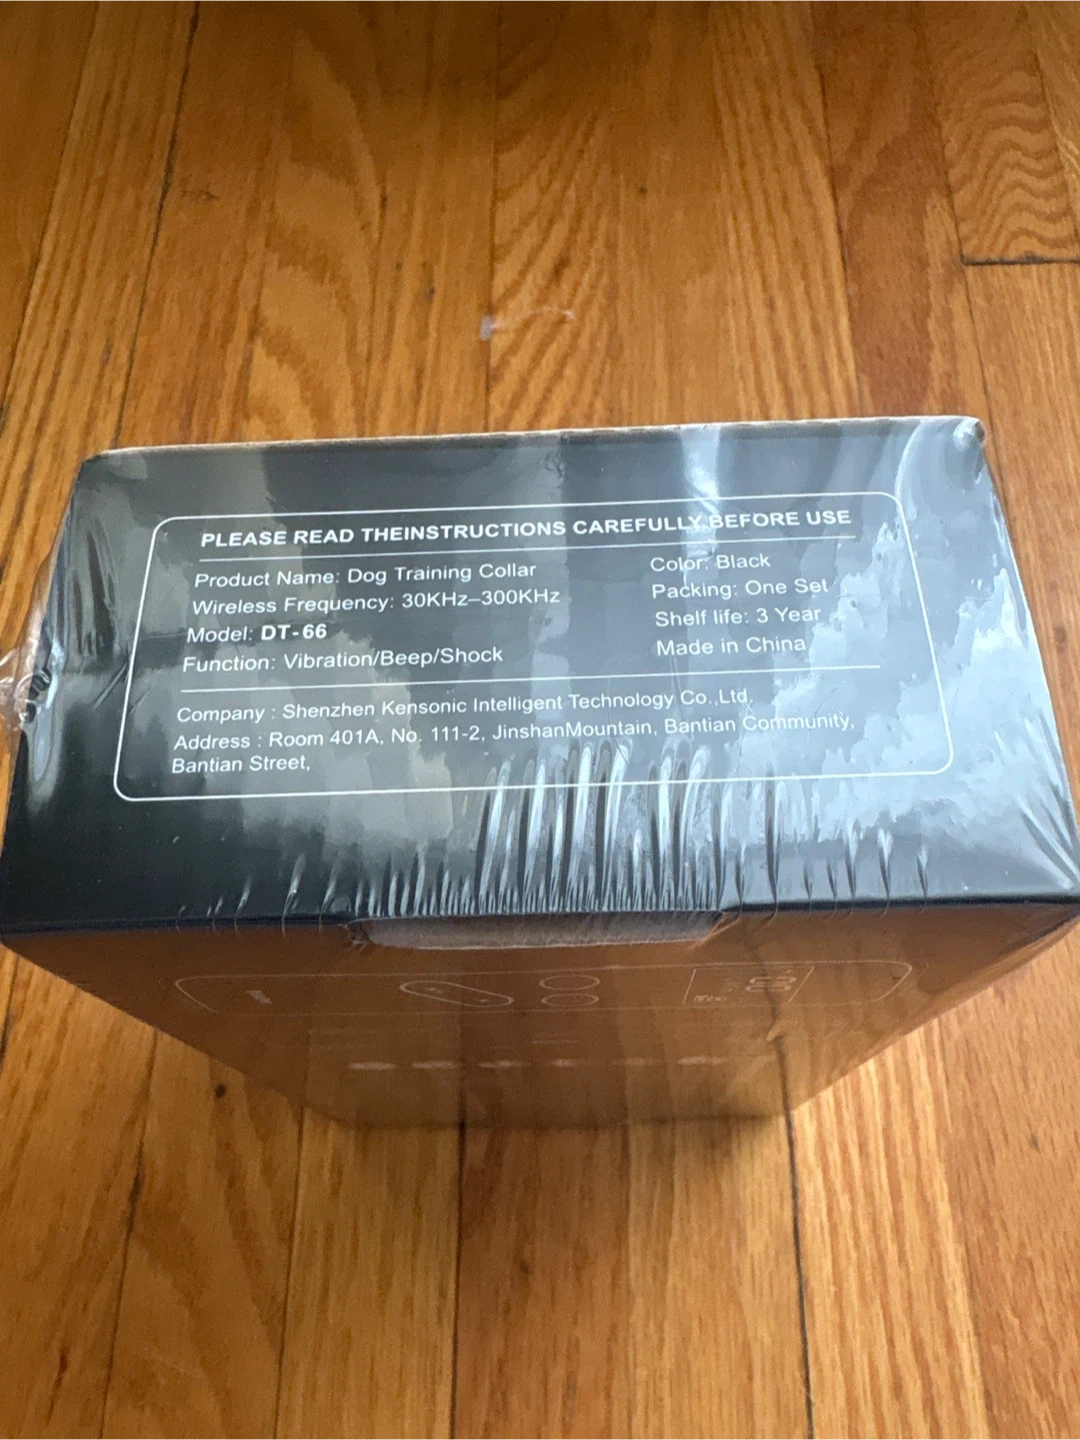 PLEASE READ THEINSTRUCTIONS CAREFULLY BEFORE USE
Product Name: Dog Training Collar
Wireless Frequency: 30KHz–300KHz
Model: DT-66
Function: Vibration/Beep/Shock
Color: Black
Packing: One Set
Shelf life: 3 Year
Made in China
Company : Shenzhen Kensonic Intelligent Technology Co.,Ltd.
Address : Room 401A, No. 111-2, JinshanMountain, Bantian Community,
Bantian Street,